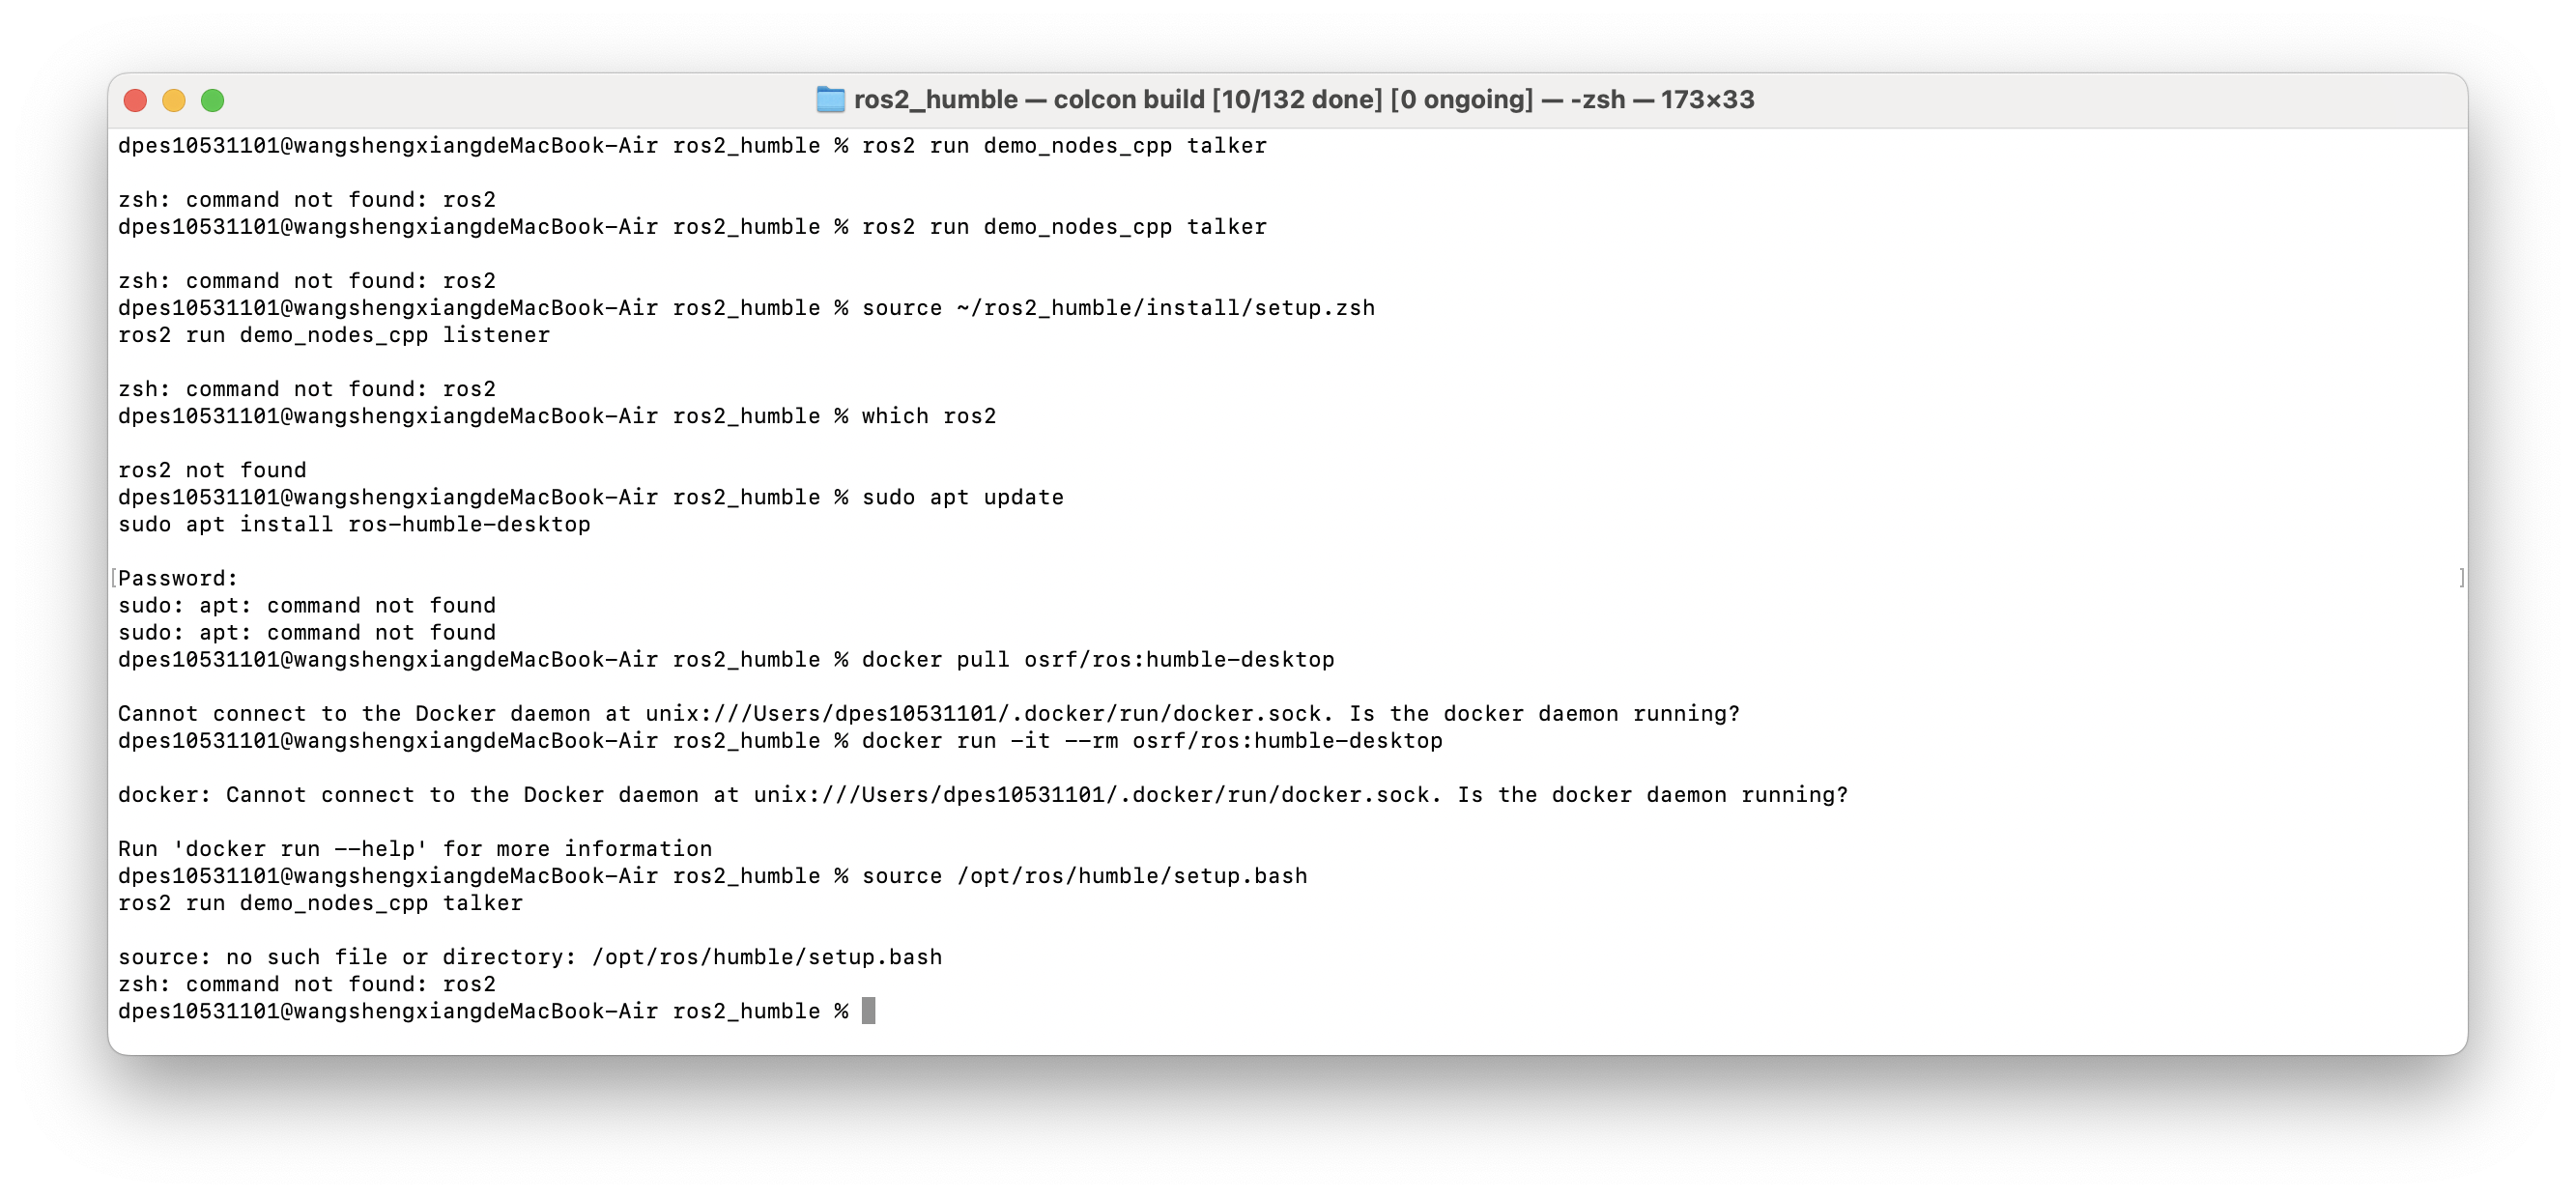 ros2_humble — colcon build [10/132 done] [0 ongoing] — -zsh — 173×33
dpes10531101@wangshengxiangdeMacBook-Air ros2_humble % ros2 run demo_nodes_cpp talker
zsh: command not found: ros2
dpes10531101@wangshengxiangdeMacBook-Air ros2_humble % ros2 run demo_nodes_cpp talker
zsh: command not found: ros2
dpes10531101@wangshengxiangdeMacBook-Air ros2_humble % source ~/ros2_humble/install/setup.zsh
ros2 run demo_nodes_cpp listener
zsh: command not found: ros2
dpes10531101@wangshengxiangdeMacBook-Air ros2_humble % which ros2
ros2 not found
dpes10531101@wangshengxiangdeMacBook-Air ros2_humble % sudo apt update
sudo apt install ros-humble-desktop
[Password: ]
sudo: apt: command not found
sudo: apt: command not found
dpes10531101@wangshengxiangdeMacBook-Air ros2_humble % docker pull osrf/ros:humble-desktop
Cannot connect to the Docker daemon at unix:///Users/dpes10531101/.docker/run/docker.sock. Is the docker daemon running?
dpes10531101@wangshengxiangdeMacBook-Air ros2_humble % docker run -it --rm osrf/ros:humble-desktop
docker: Cannot connect to the Docker daemon at unix:///Users/dpes10531101/.docker/run/docker.sock. Is the docker daemon running?
Run 'docker run --help' for more information
dpes10531101@wangshengxiangdeMacBook-Air ros2_humble % source /opt/ros/humble/setup.bash
ros2 run demo_nodes_cpp talker
source: no such file or directory: /opt/ros/humble/setup.bash
zsh: command not found: ros2
dpes10531101@wangshengxiangdeMacBook-Air ros2_humble %